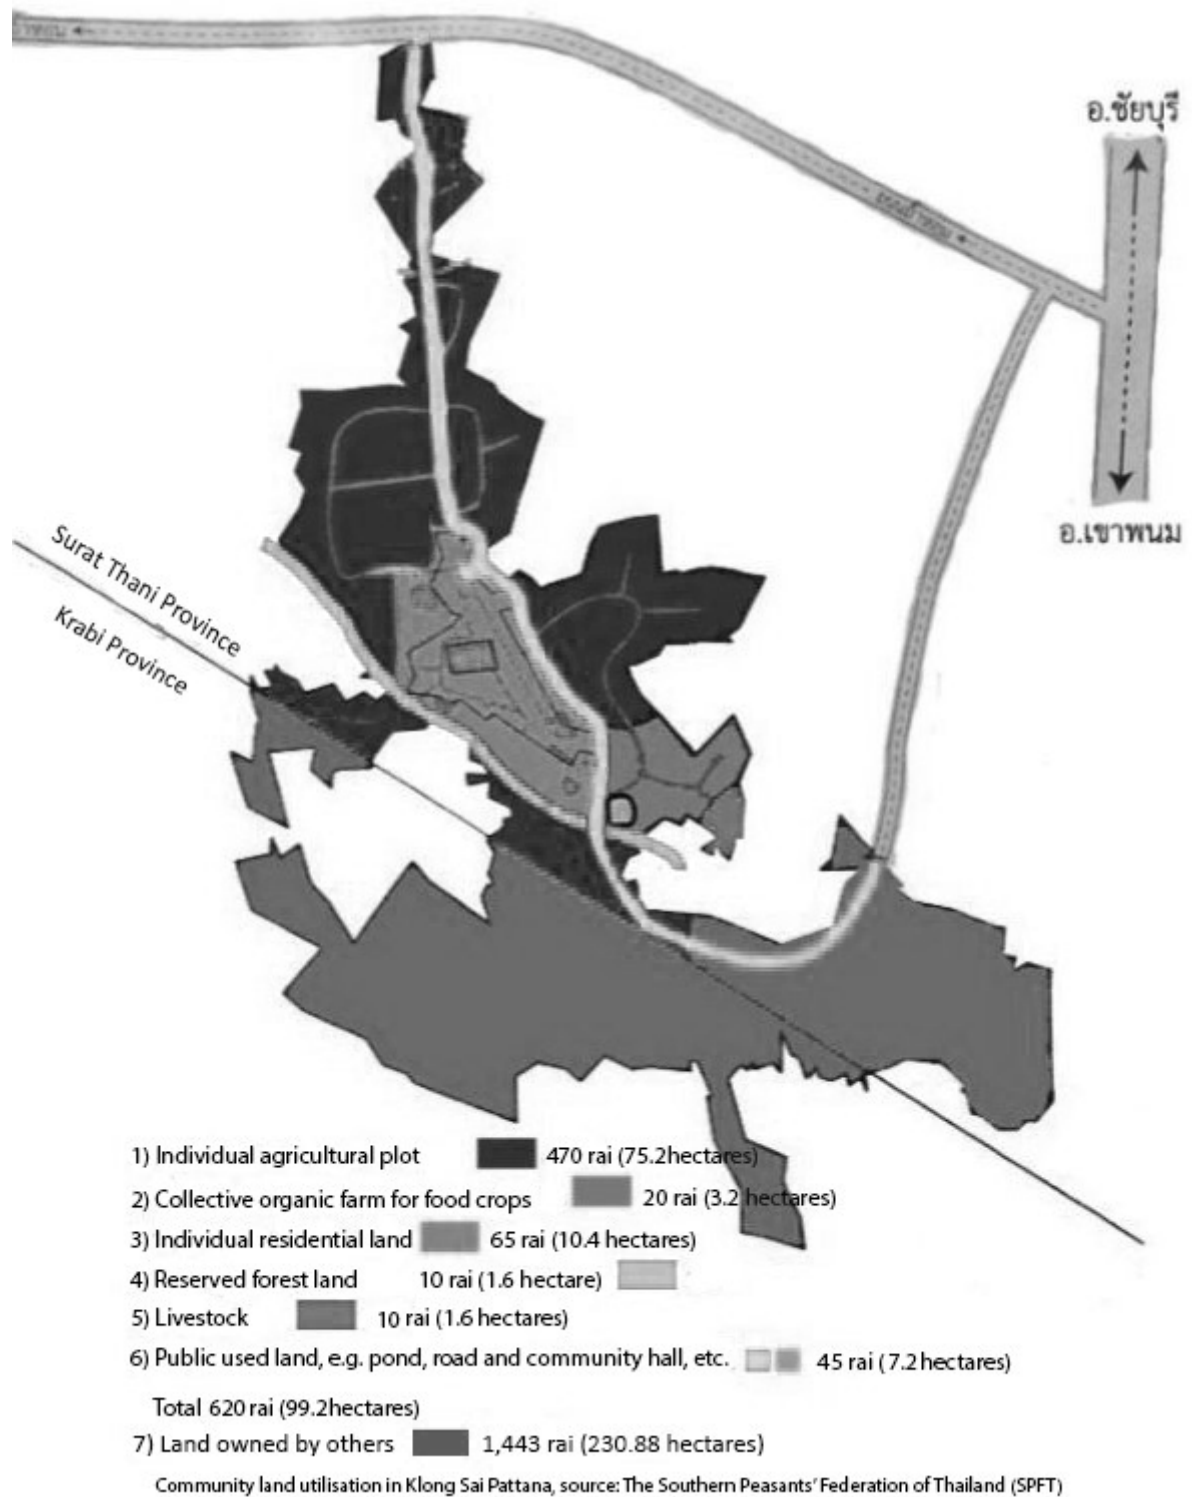 อ.ชัยบุรี
อ.เขาพนม
Surat Thani Province
Krabi Province
1) Individual agricultural plot 470 rai (75.2hectares)
2) Collective organic farm for food crops 20 rai (3.2 hectares)
3) Individual residential land 65 rai (10.4 hectares)
4) Reserved forest land 10 rai (1.6 hectare)
5) Livestock 10 rai (1.6 hectares)
6) Public used land, e.g. pond, road and community hall, etc. 45 rai (7.2 hectares)
Total 620 rai (99.2hectares)
7) Land owned by others 1,443 rai (230.88 hectares)
Community land utilisation in Klong Sai Pattana, source: The Southern Peasants' Federation of Thailand (SPFT)